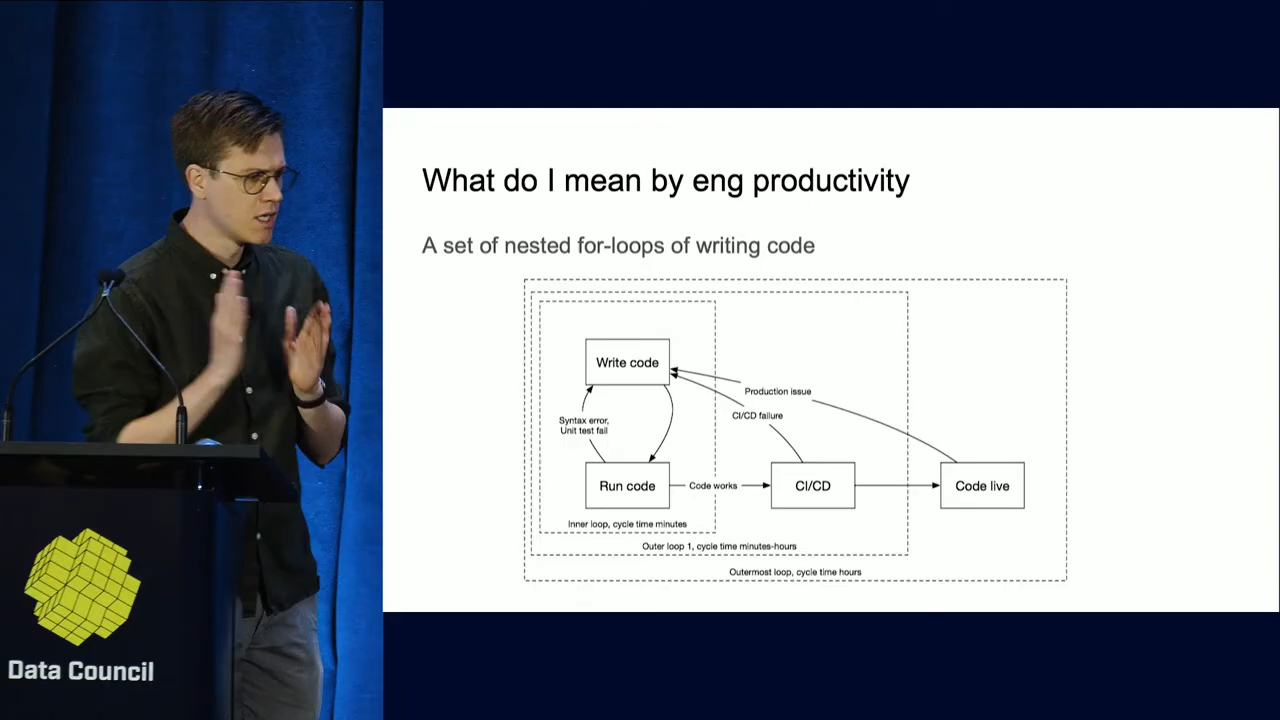 What do I mean by eng productivity
A set of nested for-loops of writing code
Write code
Production issue
CI/CD failure
Syntax error,
Unit test fail
Run code
Code works
CI/CD
Code live
Inner loop, cycle time minutes
Outer loop 1, cycle time minutes-hours
Outermost loop, cycle time hours
Data Council